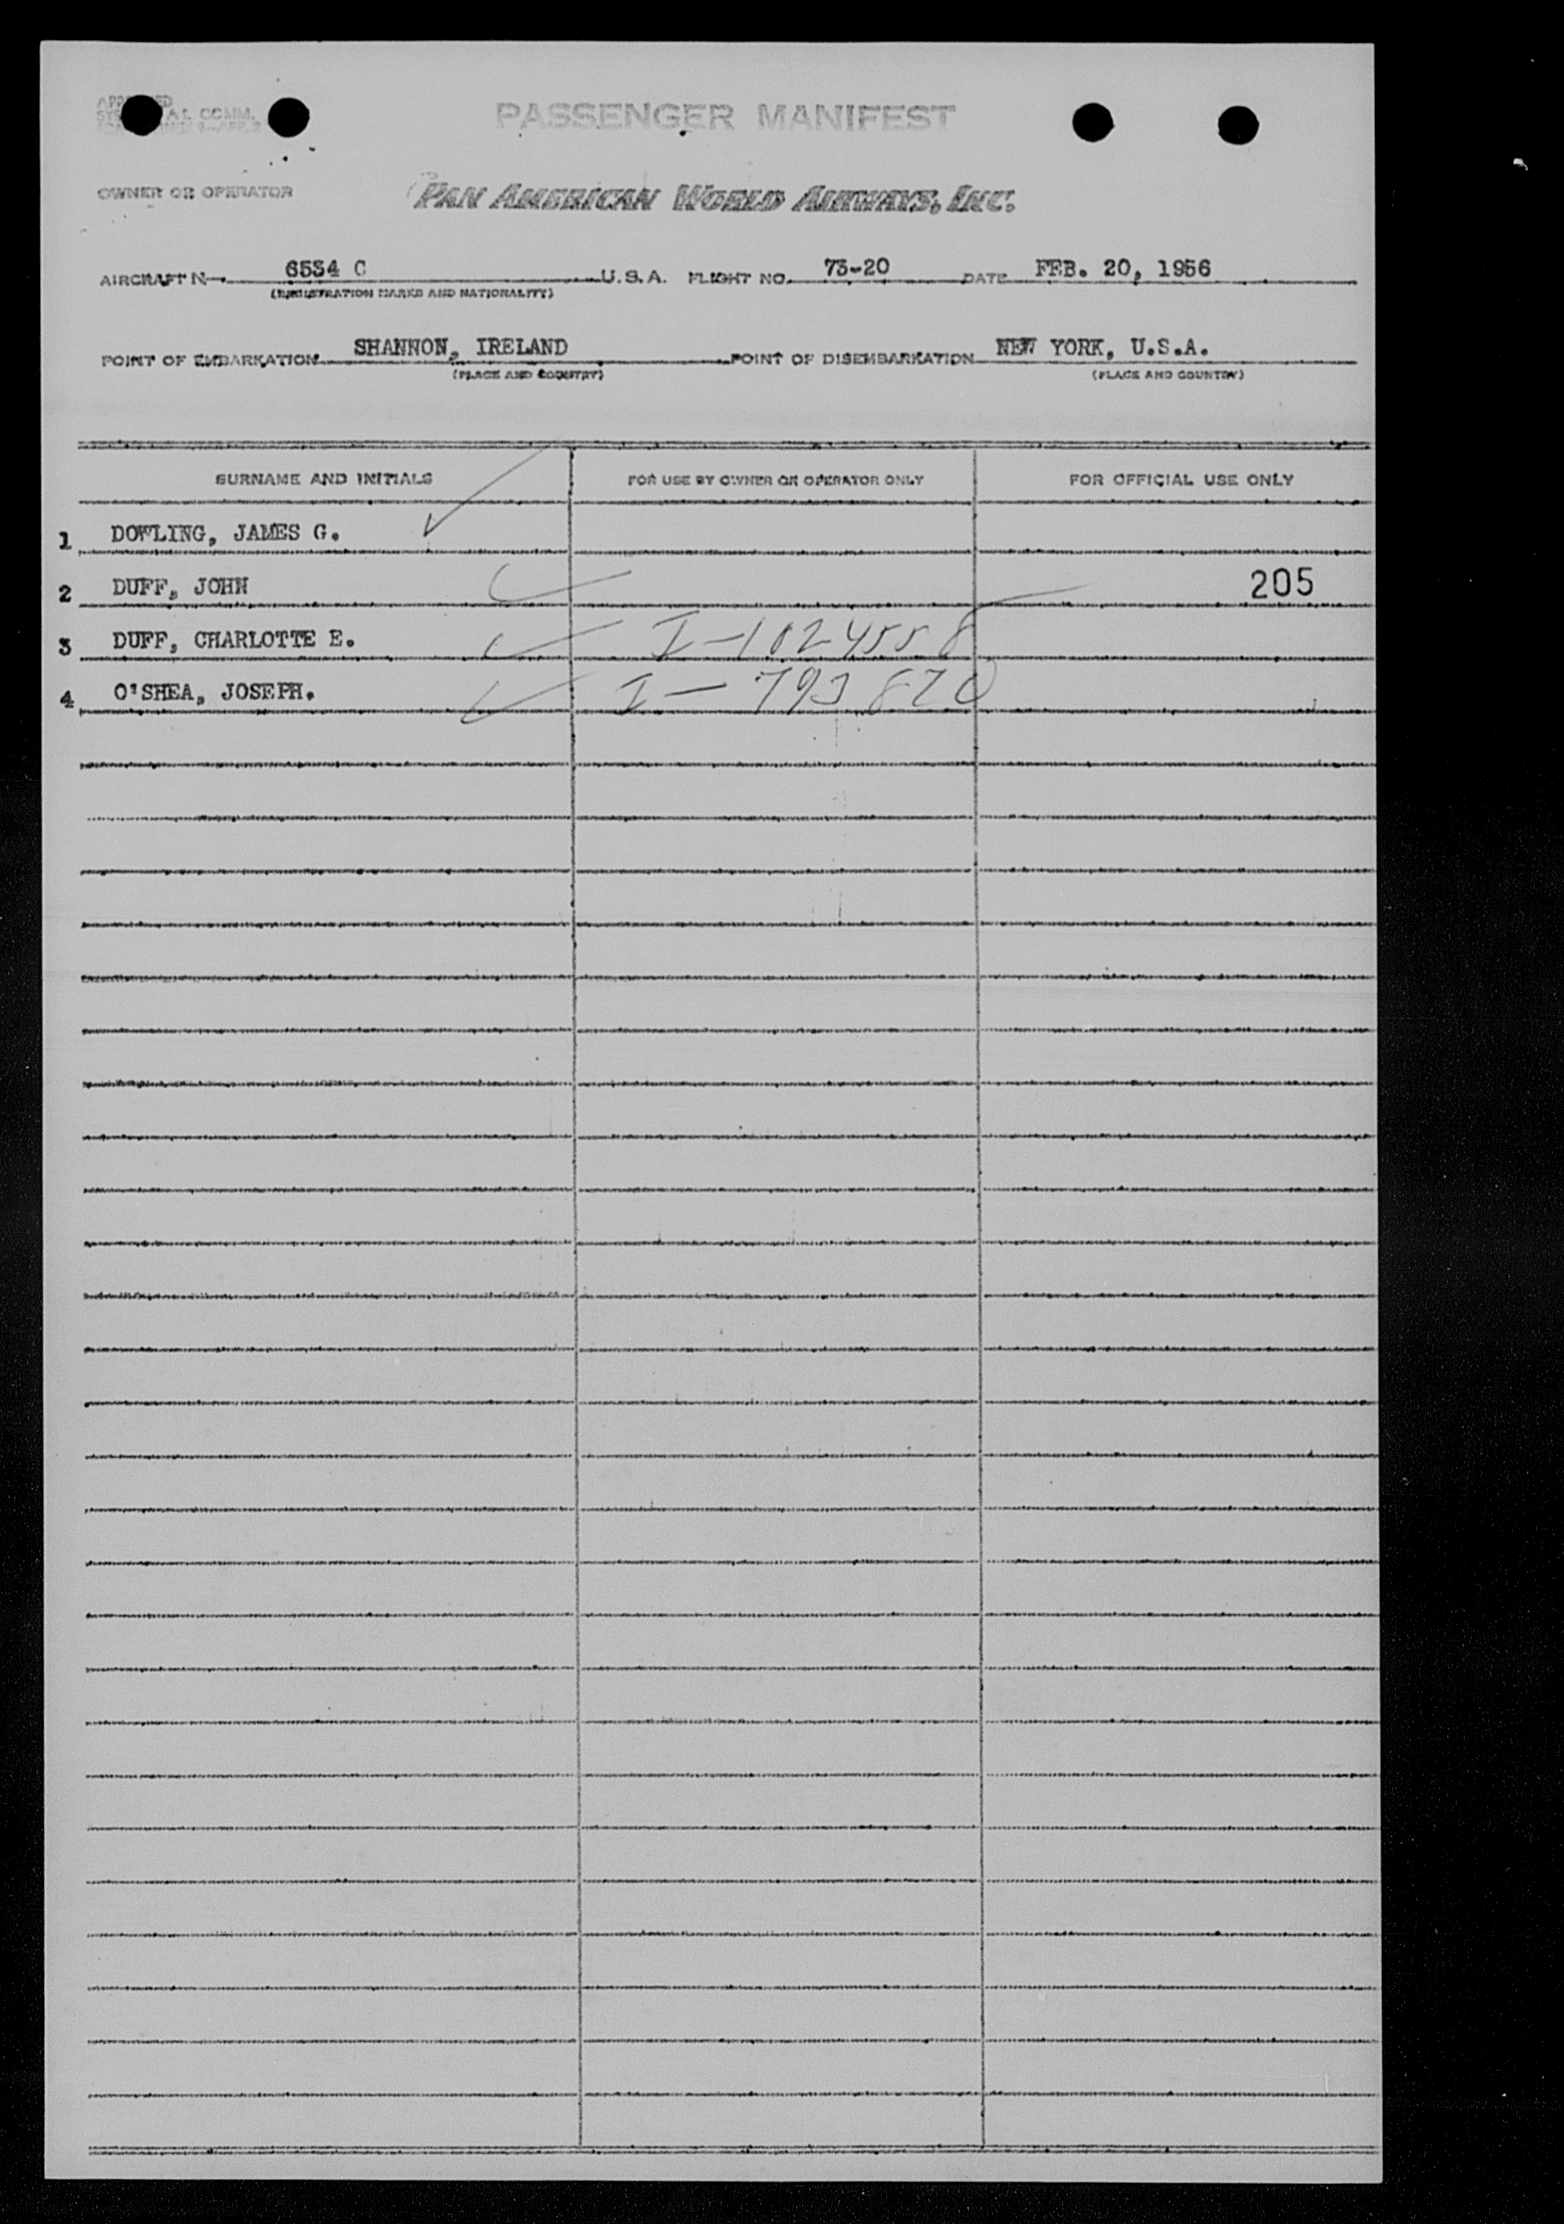 PASSENGER MANIFEST
OWNER OR OPERATOR PAN AMERICAN WORLD AIRWAYS, INC.
AIRCRAFT N 6534 C U.S.A. FLIGHT NO. 73-20 DATE FEB. 20, 1956
(REGISTRATION MARKS AND NATIONALITY)
POINT OF EMBARKATION SHANNON, IRELAND POINT OF DISEMBARKATION NEW YORK, U.S.A.
(PLACE AND COUNTRY) (PLACE AND COUNTRY)
SURNAME AND INITIALS FOR USE BY OWNER OR OPERATOR ONLY FOR OFFICIAL USE ONLY
1 DOWLING, JAMES G.
2 DUFF, JOHN 205
3 DUFF, CHARLOTTE E. I-1024558
4 O'SHEA, JOSEPH. I-793870